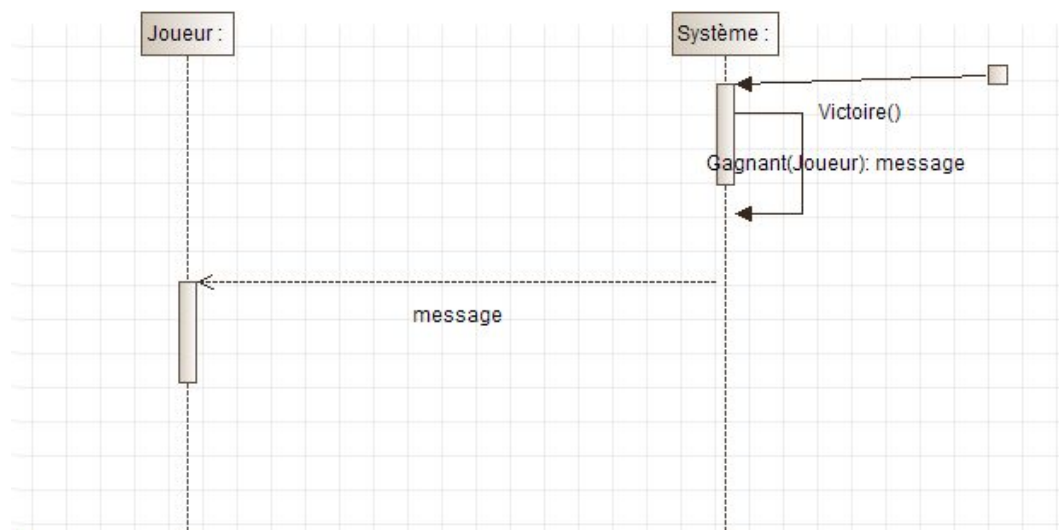 Joueur :
Système :
Victoire()
Gagnant(Joueur): message
message